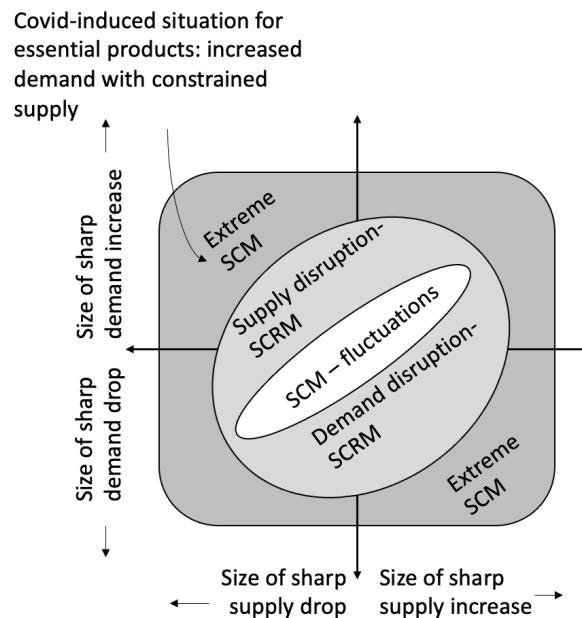 Covid-induced situation for
essential products: increased
demand with constrained
supply
Size of sharp
demand increase
Size of sharp
demand drop
Extreme
SCM
Supply disruption-
SCRM
SCM – fluctuations
Demand disruption-
SCRM
Extreme
SCM
Size of sharp
supply drop
Size of sharp
supply increase